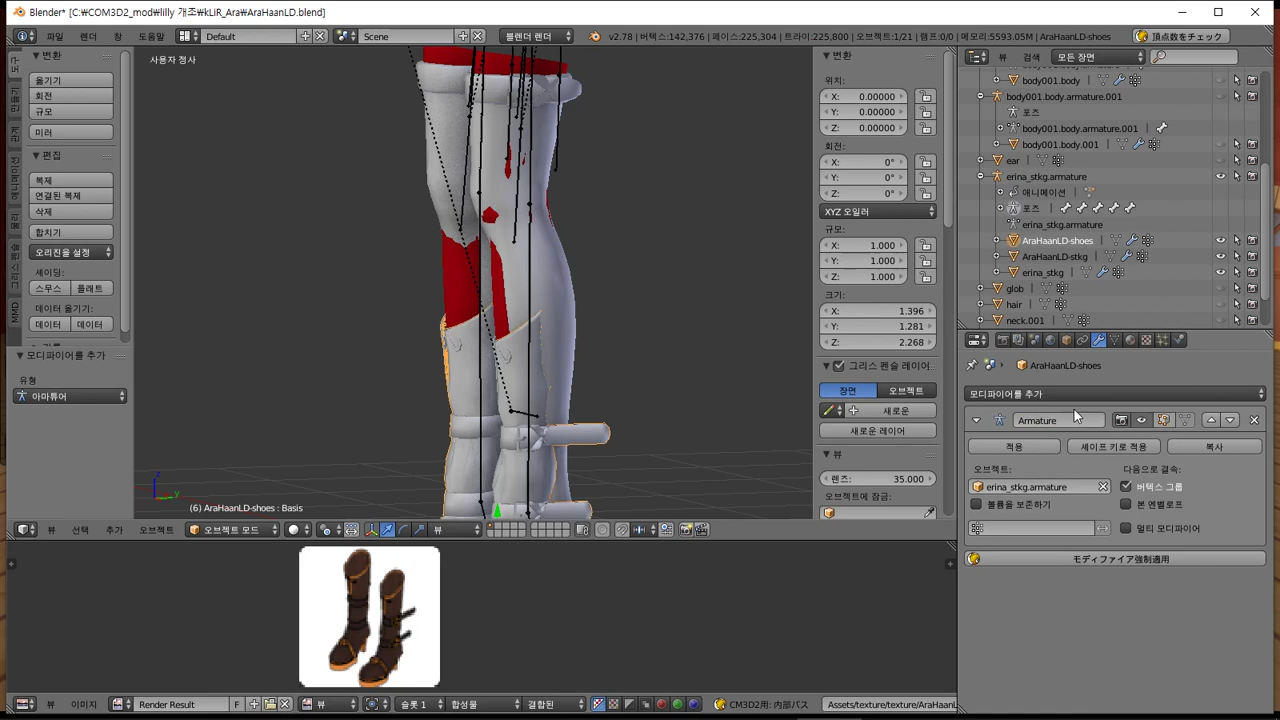 Blender* [C:₩COM3D2_mod₩lilly 개조₩kLiR_Ara₩AraHaanLD.blend]
파일 렌더 창 도움말 Default Scene 블렌더 렌더 v2.78 | 버텍스:142,376 | 페이스:225,304 | 트라이:225,800 | 오브젝트:1/21 | 램프:0/0 | 메모리:5593.05M | AraHaanLD-shoes 頂点数をチェック
변환
옮기기
회전
규모
미러
편집
복제
연결된 복제
삭제
합치기
오리진을 설정
셰이딩:
스무스 플래트
데이터 옮기기:
데이터 데이터
MMD
모디파이어를 추가
유형
아마튜어
사용자 정사
(6) AraHaanLD-shoes : Basis
뷰 선택 추가 오브젝트 오브젝트 모드 뷰
변환
위치:
X: 0.00000
Y: 0.00000
Z: 0.00000
회전:
X: 0°
Y: 0°
Z: 0°
XYZ 오일러
규모:
X: 1.000
Y: 1.000
Z: 1.000
크기:
X: 1.396
Y: 1.281
Z: 2.268
그리스 펜슬 레이어
장면 오브젝트
새로운
새로운 레이어
뷰
렌즈: 35.000
오브젝트에 잠금:
뷰 검색 모든 장면
body001.body
body001.body.armature.001
포즈
body001.body.armature.001
body001.body.001
ear
erina_stkg.armature
애니메이션
포즈
erina_stkg.armature
AraHaanLD-shoes
AraHaanLD-stkg
erina_stkg
glob
hair
neck.001
AraHaanLD-shoes
모디파이어를 추가
Armature
적용 셰이프 키로 적용 복사
오브젝트: 다음으로 결속:
erina_stkg.armature 버텍스 그룹
볼륨을 보존하기 본 엔벨로프
멀티 모디파이어
モディファイア強制適用
뷰 이미지 Render Result F 뷰 슬롯 1 합성물 결합된 CM3D2用: 内部パス Assets/texture/texture/AraHaanL